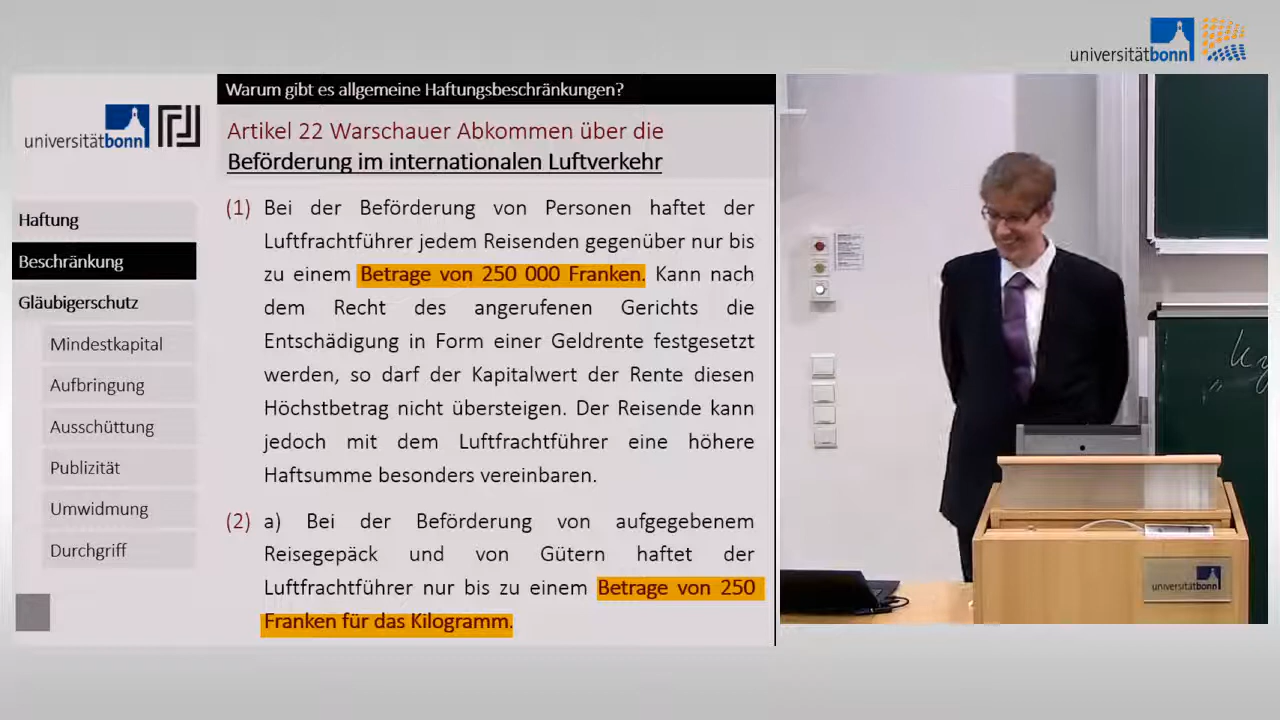 universitätbonn
Warum gibt es allgemeine Haftungsbeschränkungen?
universitätbonn
Artikel 22 Warschauer Abkommen über die
Beförderung im internationalen Luftverkehr
Haftung
Beschränkung
Gläubigerschutz
Mindestkapital
Aufbringung
Ausschüttung
Publizität
Umwidmung
Durchgriff
(1) Bei der Beförderung von Personen haftet der
Luftfrachtführer jedem Reisenden gegenüber nur bis
zu einem Betrage von 250 000 Franken. Kann nach
dem Recht des angerufenen Gerichts die
Entschädigung in Form einer Geldrente festgesetzt
werden, so darf der Kapitalwert der Rente diesen
Höchstbetrag nicht übersteigen. Der Reisende kann
jedoch mit dem Luftfrachtführer eine höhere
Haftsumme besonders vereinbaren.
(2) a) Bei der Beförderung von aufgegebenem
Reisegepäck und von Gütern haftet der
Luftfrachtführer nur bis zu einem Betrage von 250
Franken für das Kilogramm.
universitätbonn